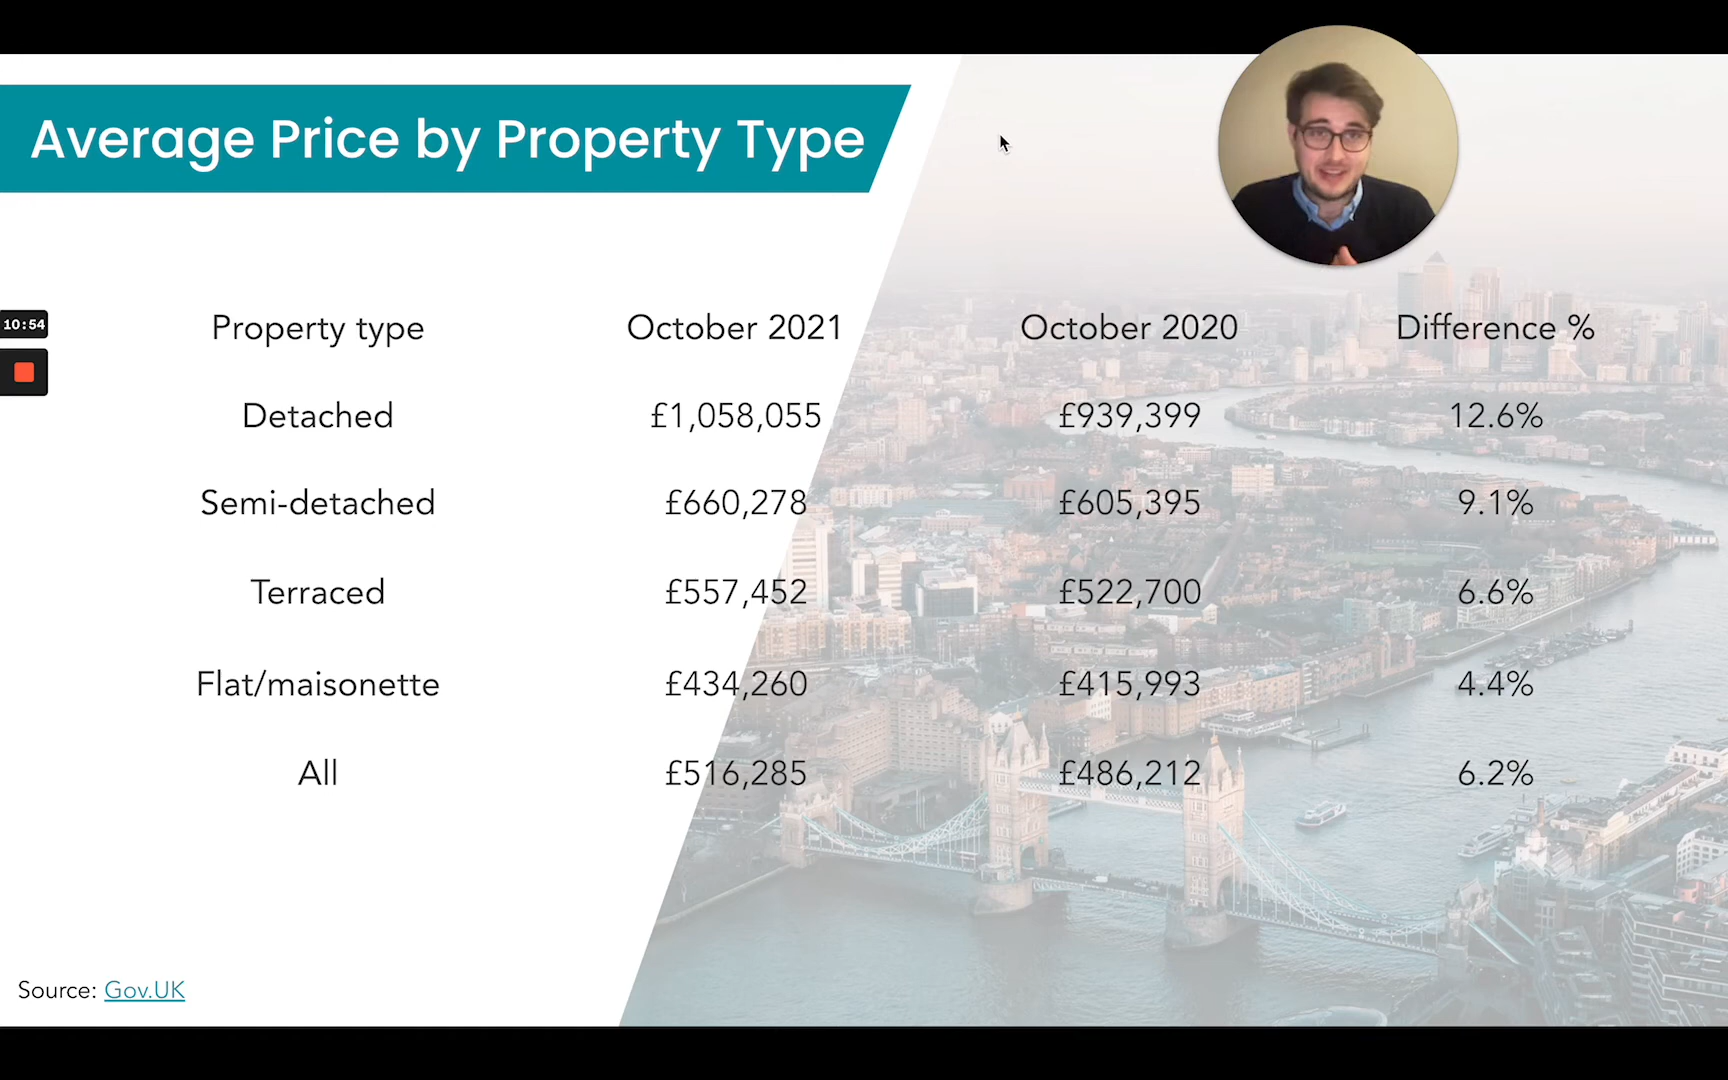 Average Price by Property Type
10:54
Property type October 2021 October 2020 Difference %
Detached £1,058,055 £939,399 12.6%
Semi-detached £660,278 £605,395 9.1%
Terraced £557,452 £522,700 6.6%
Flat/maisonette £434,260 £415,993 4.4%
All £516,285 £486,212 6.2%
Source: Gov.UK